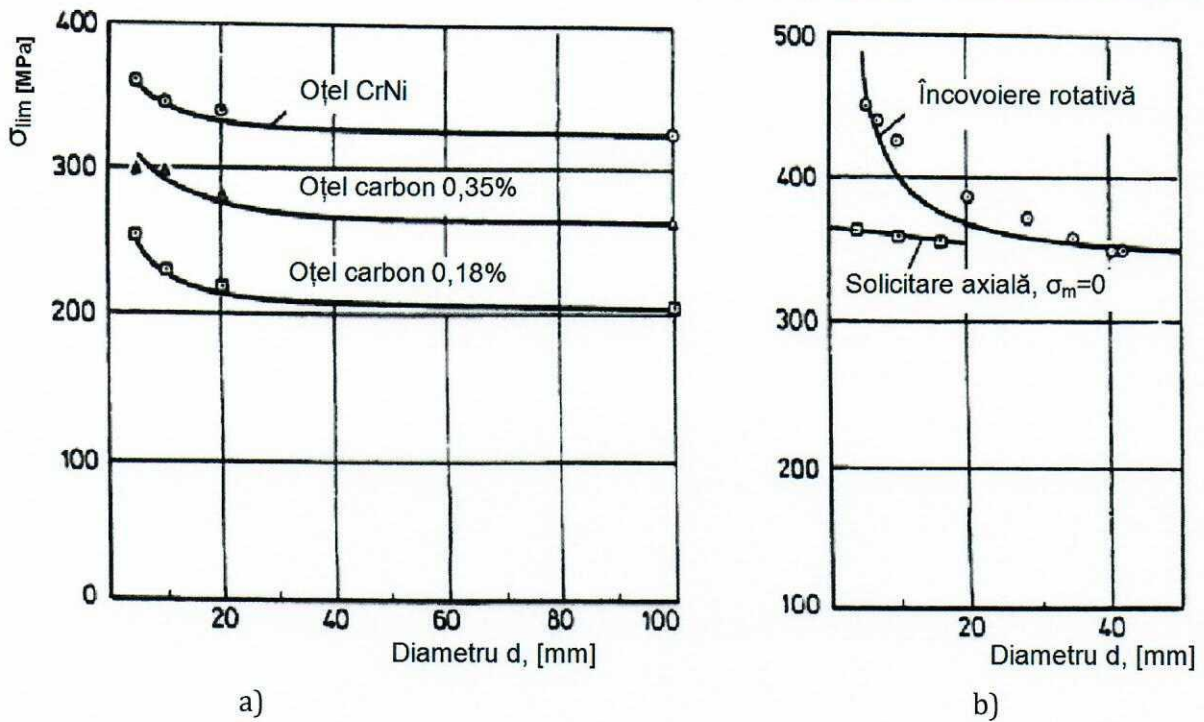 σlim [MPa]
400
300
200
100
0
Oțel CrNi
Oțel carbon 0,35%
Oțel carbon 0,18%
20
40
60
80
100
Diametru d, [mm]
a)
500
400
300
200
100
Încovoiere rotativă
Solicitare axială, σm=0
20
40
Diametru d, [mm]
b)